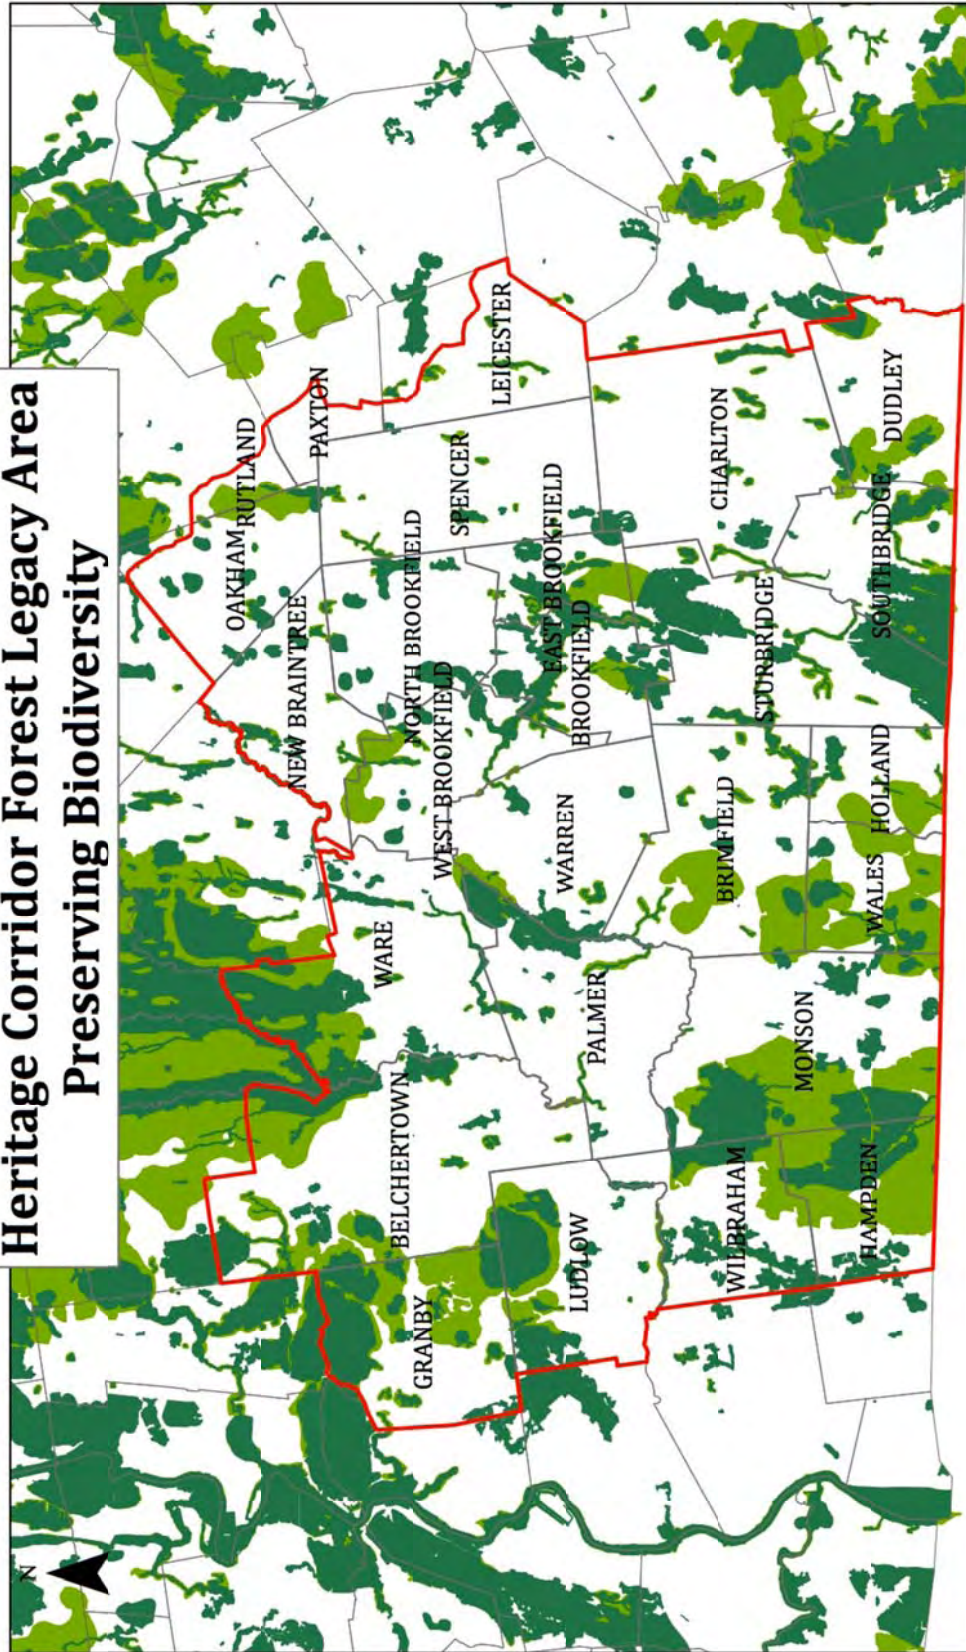 Heritage Corridor Forest Legacy Area
Preserving Biodiversity
N
RUTLAND
OAKHAM
PAXTON
NEW BRAINTREE
WARE
NORTH BROOKFIELD
WEST BROOKFIELD
SPENCER
LEICESTER
BELCHERTOWN
GRANBY
EAST BROOKFIELD
BROOKFIELD
WARREN
PALMER
LUDLOW
CHARLTON
STURBRIDGE
BRIMFIELD
MONSON
WILBRAHAM
DUDLEY
SOUTHBRIDGE
HOLLAND
WALES
HAMPDEN